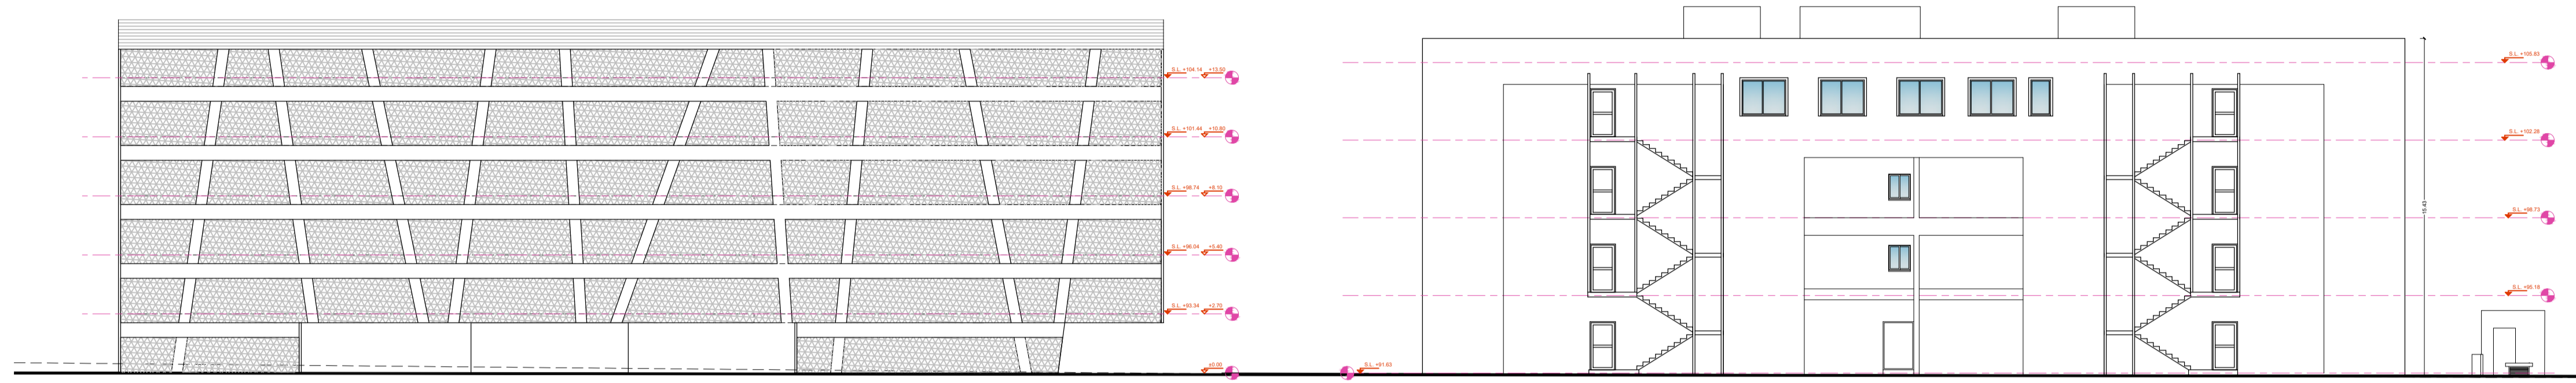 S.L. +104.14 +13.50
S.L. +101.44 +10.80
S.L. +98.74 +8.10
S.L. +96.04 +5.40
S.L. +93.34 +2.70
±0.00
S.L. +91.63
15.43
S.L. +105.83
S.L. +102.28
S.L. +98.73
S.L. +95.18